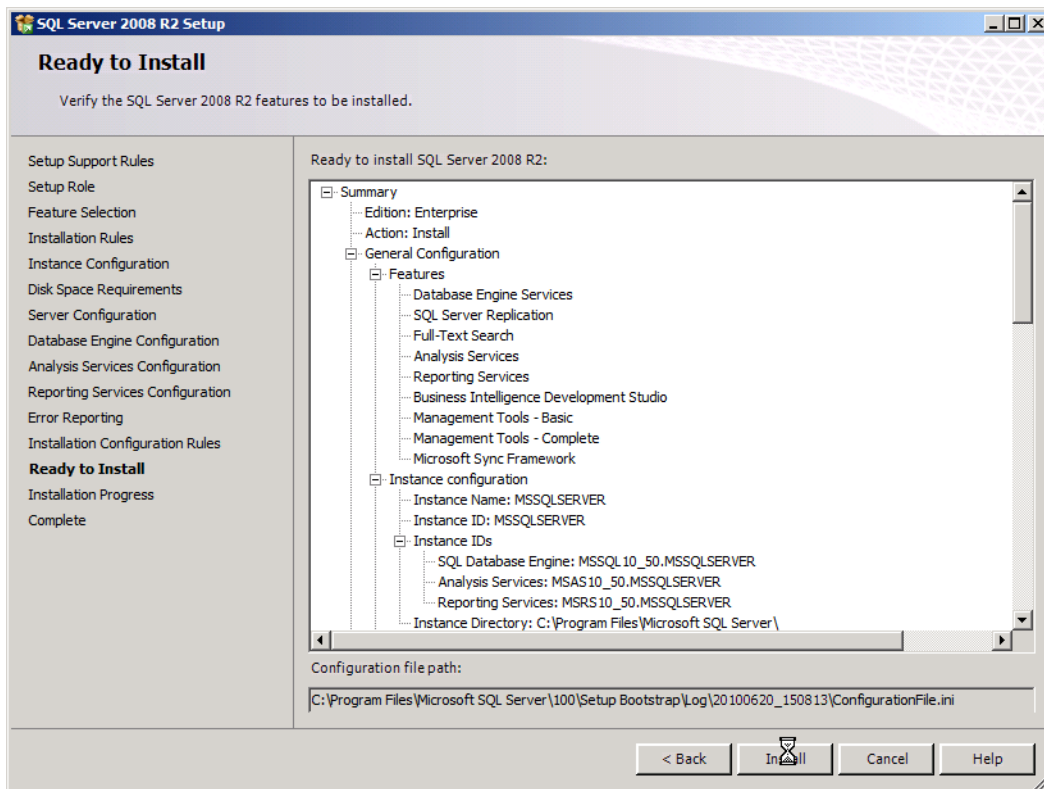 SQL Server 2008 R2 Setup
Ready to Install
Verify the SQL Server 2008 R2 features to be installed.
Setup Support Rules
Setup Role
Feature Selection
Installation Rules
Instance Configuration
Disk Space Requirements
Server Configuration
Database Engine Configuration
Analysis Services Configuration
Reporting Services Configuration
Error Reporting
Installation Configuration Rules
Ready to Install
Installation Progress
Complete
Ready to install SQL Server 2008 R2:
Summary
Edition: Enterprise
Action: Install
General Configuration
Features
Database Engine Services
SQL Server Replication
Full-Text Search
Analysis Services
Reporting Services
Business Intelligence Development Studio
Management Tools - Basic
Management Tools - Complete
Microsoft Sync Framework
Instance configuration
Instance Name: MSSQLSERVER
Instance ID: MSSQLSERVER
Instance IDs
SQL Database Engine: MSSQL10_50.MSSQLSERVER
Analysis Services: MSAS10_50.MSSQLSERVER
Reporting Services: MSRS10_50.MSSQLSERVER
Instance Directory: C:\Program Files\Microsoft SQL Server\
Configuration file path:
C:\Program Files\Microsoft SQL Server\100\Setup Bootstrap\Log\20100620_150813\ConfigurationFile.ini
< Back
Install
Cancel
Help